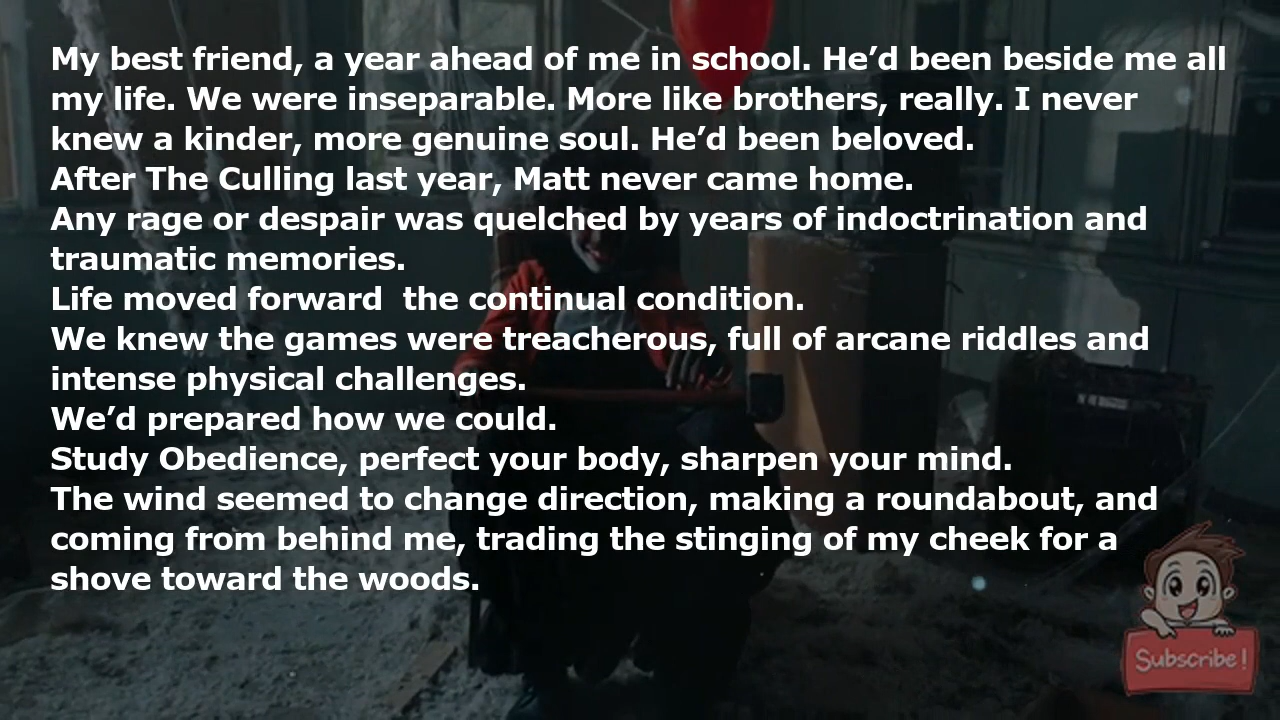 My best friend, a year ahead of me in school. He’d been beside me all
my life. We were inseparable. More like brothers, really. I never
knew a kinder, more genuine soul. He’d been beloved.
After The Culling last year, Matt never came home.
Any rage or despair was quelched by years of indoctrination and
traumatic memories.
Life moved forward  the continual condition.
We knew the games were treacherous, full of arcane riddles and
intense physical challenges.
We’d prepared how we could.
Study Obedience, perfect your body, sharpen your mind.
The wind seemed to change direction, making a roundabout, and
coming from behind me, trading the stinging of my cheek for a
shove toward the woods.
Subscribe!